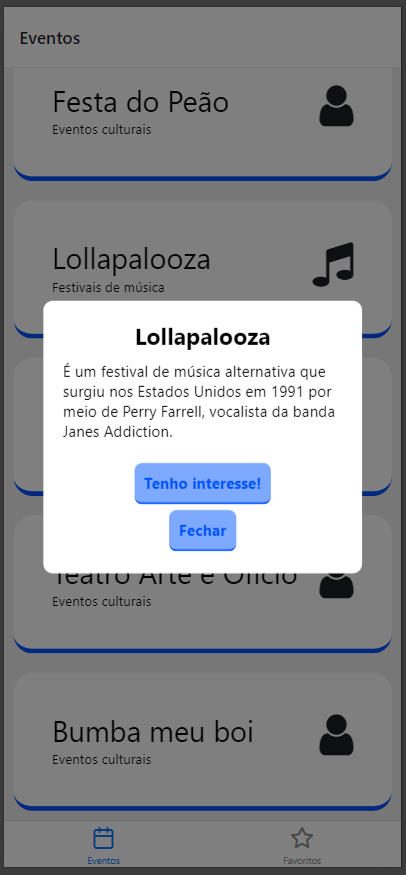 Eventos
Festa do Peão
Eventos culturais
Lollapalooza
Festivais de música
Lollapalooza
É um festival de música alternativa que
surgiu nos Estados Unidos em 1991 por
meio de Perry Farrell, vocalista da banda
Janes Addiction.
Tenho interesse!
Fechar
Teatro Arte e Ofício
Eventos culturais
Bumba meu boi
Eventos culturais
Eventos
Favoritos